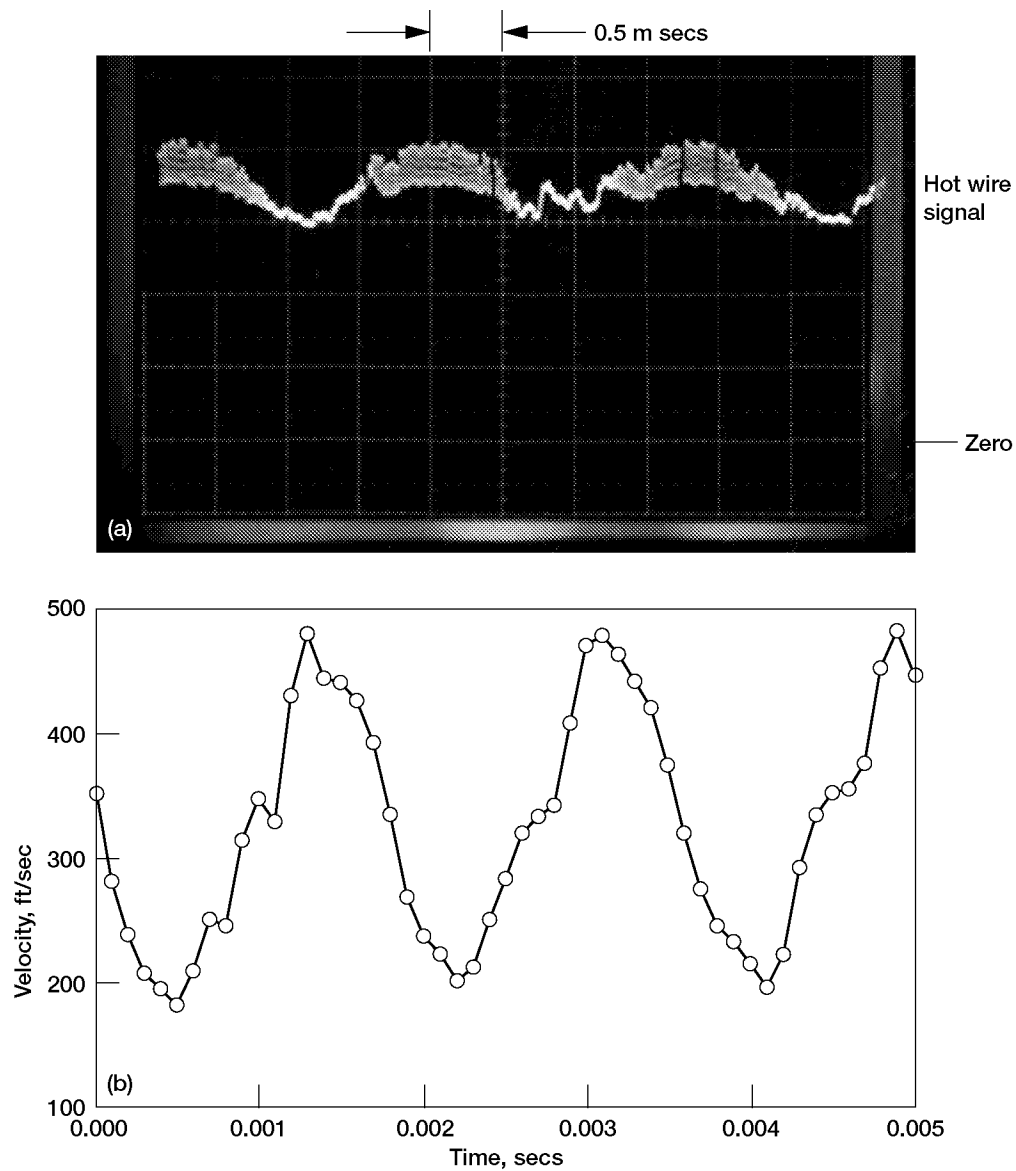 0.5 m secs
Hot wire
signal
Zero
(a)
500
400
300
200
100
Velocity, ft/sec
(b)
0.000
0.001
0.002
0.003
0.004
0.005
Time, secs